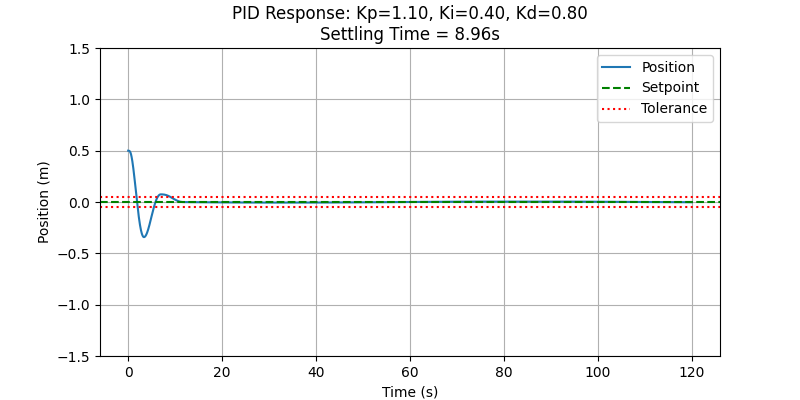 PID Response: Kp=1.10, Ki=0.40, Kd=0.80
Settling Time = 8.96s
Position
Setpoint
Tolerance
1.5
1.0
0.5
0.0
−0.5
−1.0
−1.5
Position (m)
0 20 40 60 80 100 120
Time (s)